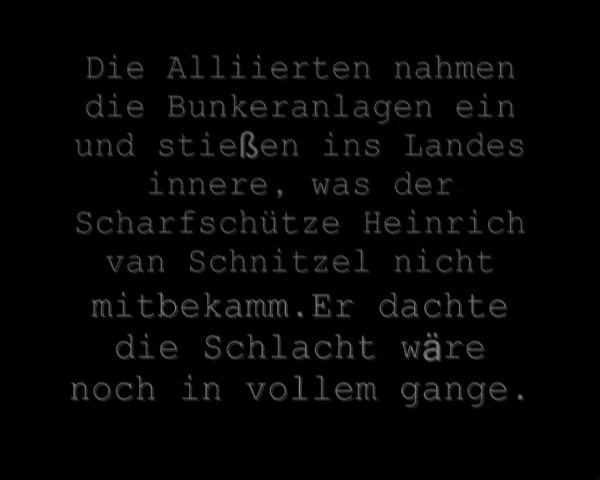 Die Alliierten nahmen
die Bunkeranlagen ein
und stießen ins Landes
innere, was der
Scharfschütze Heinrich
van Schnitzel nicht
mitbekamm.Er dachte
die Schlacht wäre
noch in vollem gange.